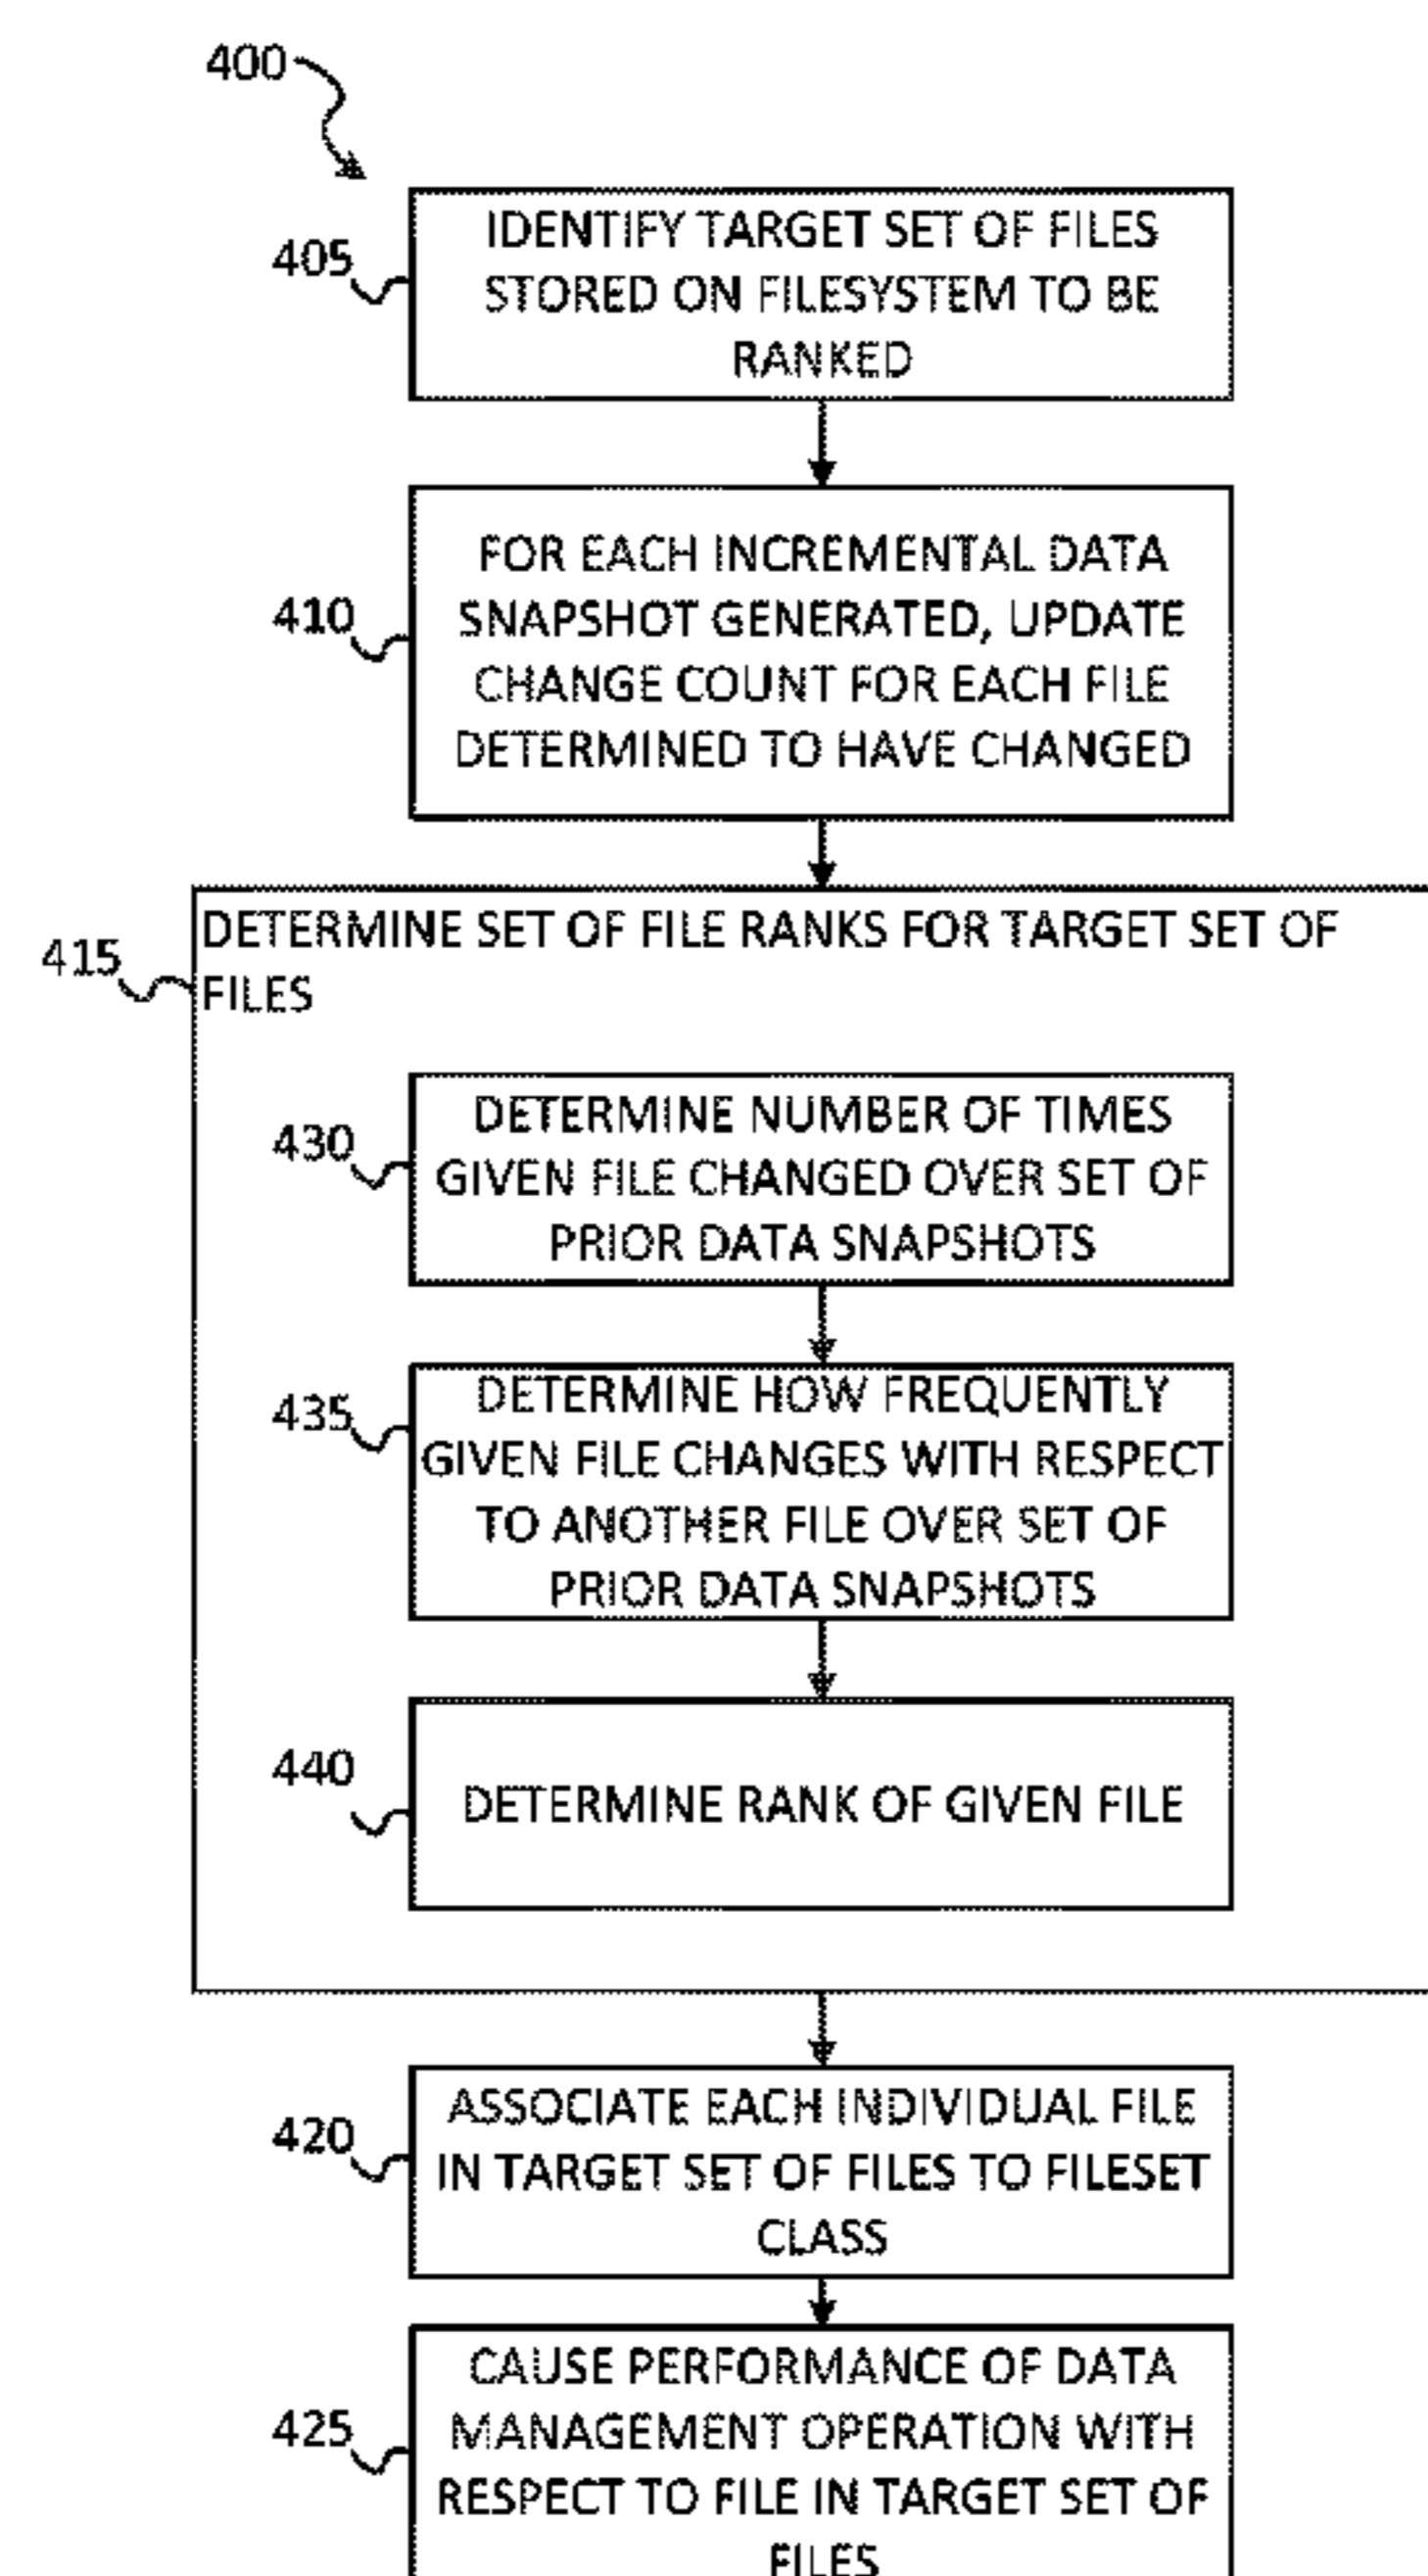 400
405
IDENTIFY TARGET SET OF FILES
STORED ON FILESYSTEM TO BE
RANKED
410
FOR EACH INCREMENTAL DATA
SNAPSHOT GENERATED, UPDATE
CHANGE COUNT FOR EACH FILE
DETERMINED TO HAVE CHANGED
415
DETERMINE SET OF FILE RANKS FOR TARGET SET OF
FILES
430
DETERMINE NUMBER OF TIMES
GIVEN FILE CHANGED OVER SET OF
PRIOR DATA SNAPSHOTS
435
DETERMINE HOW FREQUENTLY
GIVEN FILE CHANGES WITH RESPECT
TO ANOTHER FILE OVER SET OF
PRIOR DATA SNAPSHOTS
440
DETERMINE RANK OF GIVEN FILE
420
ASSOCIATE EACH INDIVIDUAL FILE
IN TARGET SET OF FILES TO FILESET
CLASS
425
CAUSE PERFORMANCE OF DATA
MANAGEMENT OPERATION WITH
RESPECT TO FILE IN TARGET SET OF
FILES